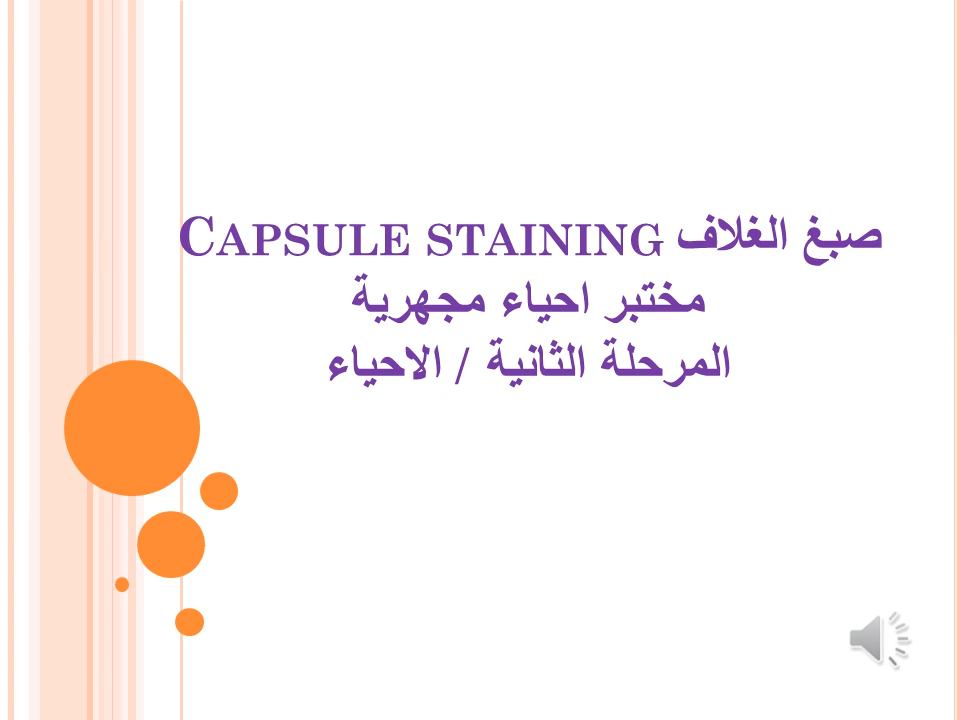 صبغ الغلاف CAPSULE STAINING
مختبر احياء مجهرية
المرحلة الثانية / الاحياء